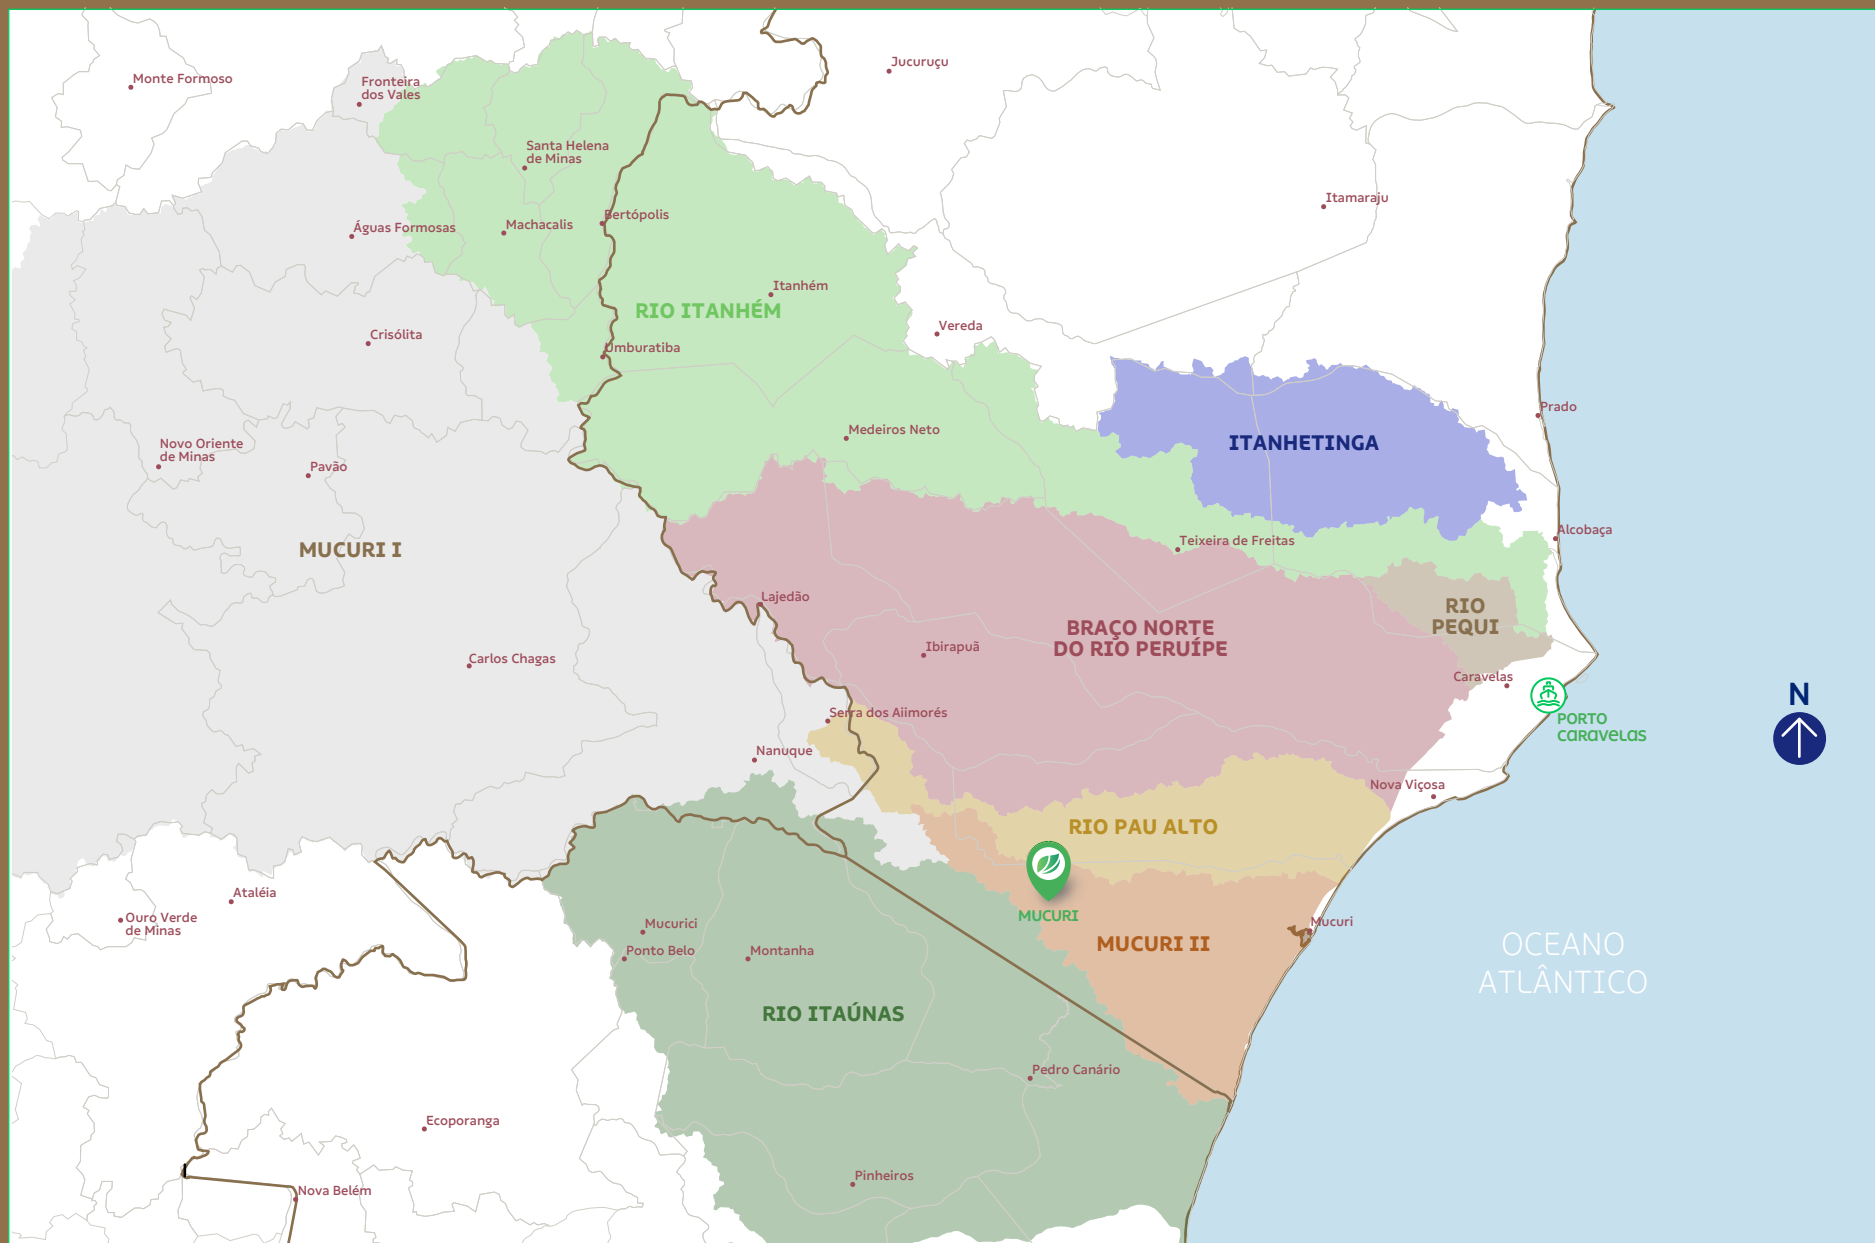 Jucuruçu
Monte Formoso
Fronteira
dos Vales
Santa Helena
de Minas
Itamaraju
Bertópolis
Águas Formosas
Machacalis
Itanhém
RIO ITANHÉM
Vereda
Crisólita
Umburatiba
Prado
Medeiros Neto
ITANHETINGA
Novo Oriente
de Minas
Pavão
Alcobaça
Teixeira de Freitas
MUCURI I
Lajedão
RIO
PEQUI
BRAÇO NORTE
DO RIO PERUÍPE
Ibirapuã
Carlos Chagas
Caravelas
N
Serra dos Aiimorés
PORTO
caravelas
Nanuque
Nova Viçosa
RIO PAU ALTO
Ataléia
Ouro Verde
de Minas
MUCURI
Mucurici
Mucuri
MUCURI II
OCEANO
ATLÂNTICO
Ponto Belo
Montanha
RIO ITAÚNAS
Pedro Canário
Ecoporanga
Pinheiros
Nova Belém